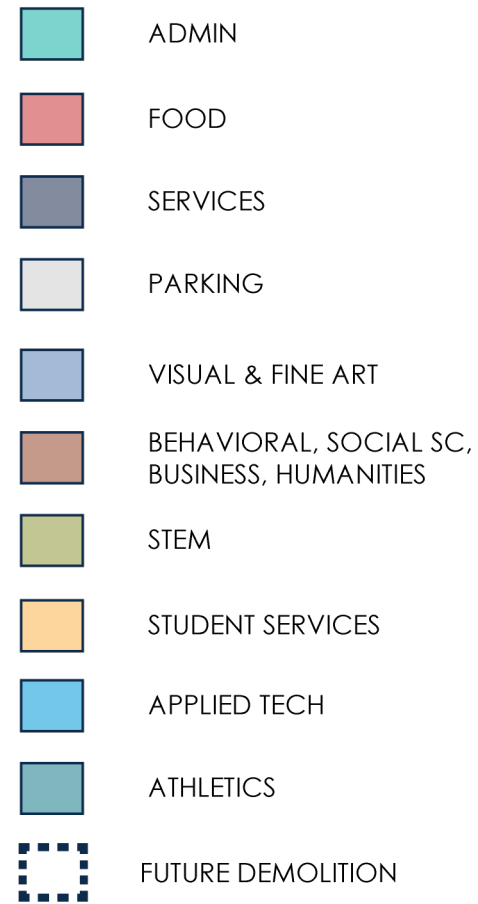 ADMIN
FOOD
SERVICES
PARKING
VISUAL & FINE ART
BEHAVIORAL, SOCIAL SC,
BUSINESS, HUMANITIES
STEM
STUDENT SERVICES
APPLIED TECH
ATHLETICS
FUTURE DEMOLITION